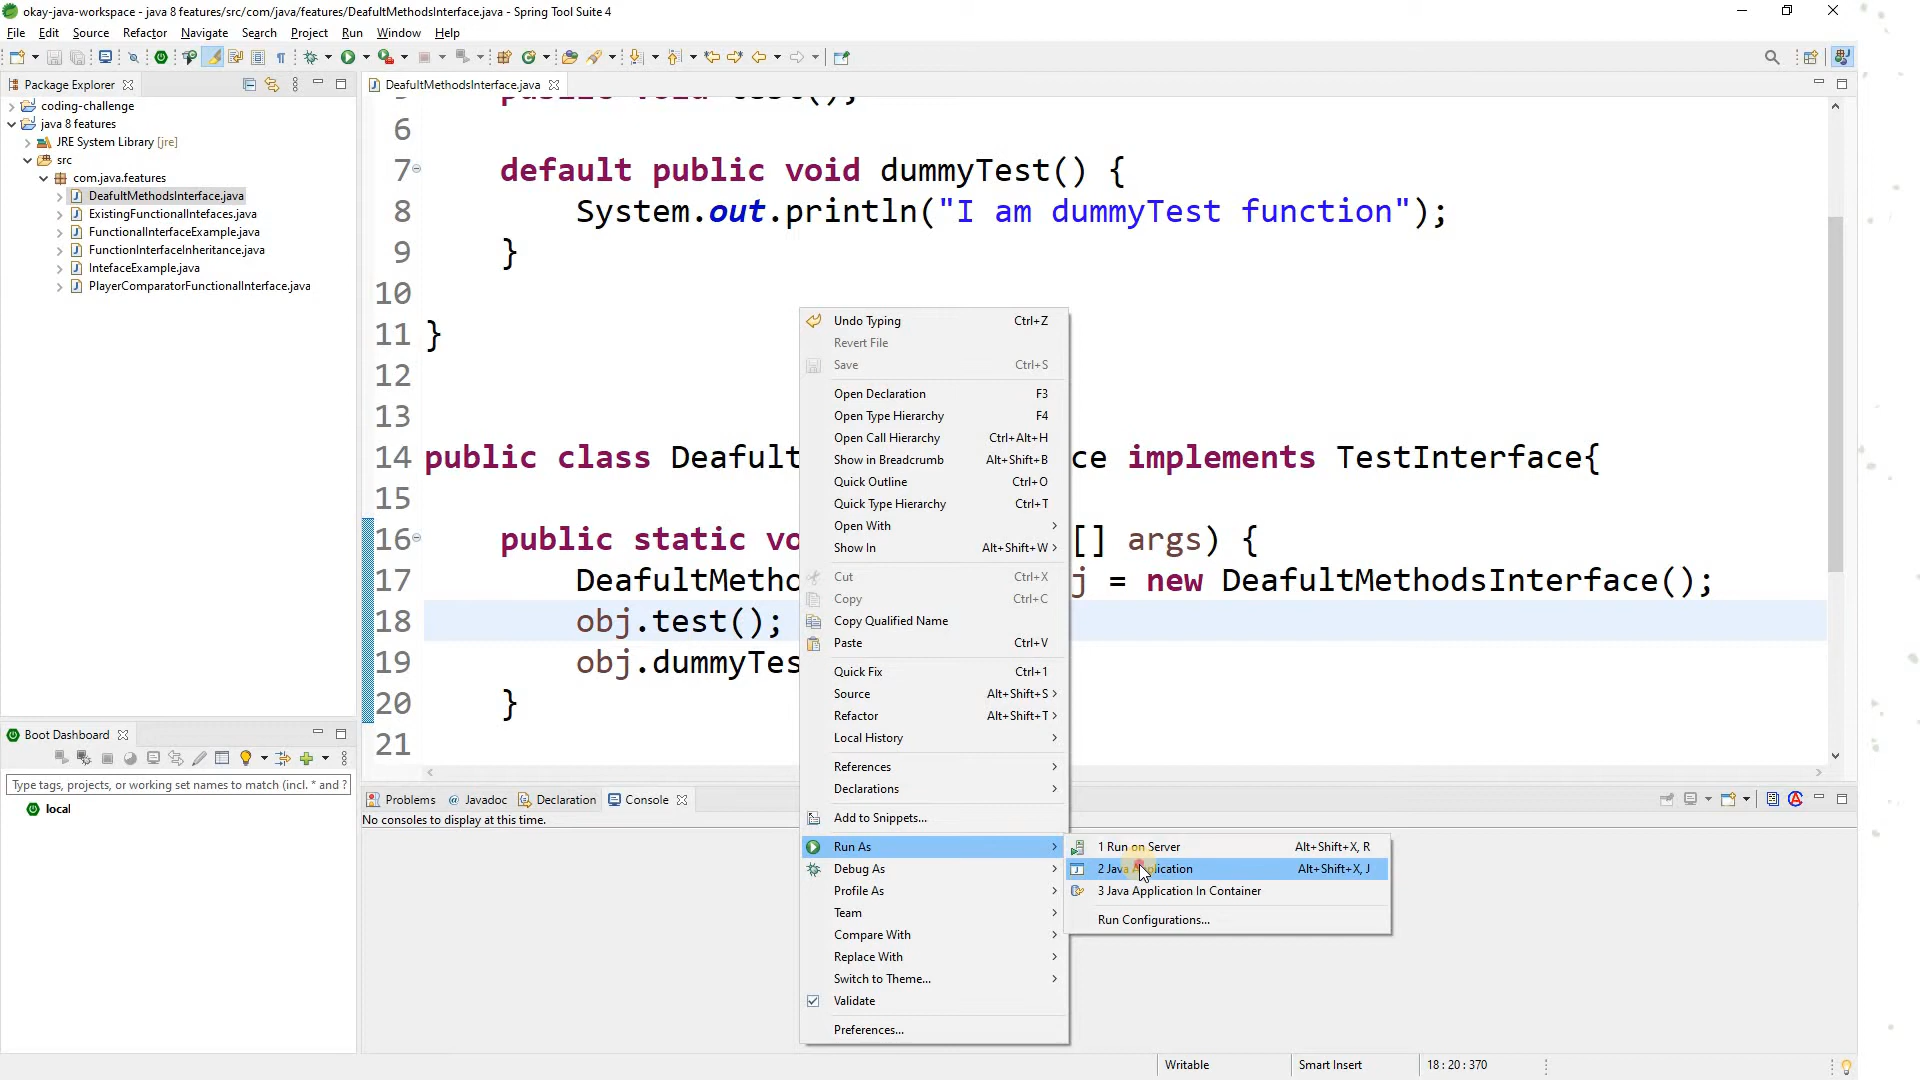 okay-java-workspace - java 8 features/src/com/java/features/DeafultMethodsInterface.java - Spring Tool Suite 4
File Edit Source Refactor Navigate Search Project Run Window Help
Package Explorer
coding-challenge
java 8 features
JRE System Library [jre]
src
com.java.features
DeafultMethodsInterface.java
ExistingFunctionalIntefaces.java
FunctionalInterfaceExample.java
FunctionInterfaceInheritance.java
IntefaceExample.java
PlayerComparatorFunctionalInterface.java
Boot Dashboard
Type tags, projects, or working set names to match (incl. * and ?
local
DeafultMethodsInterface.java
public void test();
6
7 default public void dummyTest() {
8 System.out.println("I am dummyTest function");
9 }
10
11 }
12
13
14 public class Deafult ce implements TestInterface{
15
16 public static vo [] args) {
17 DeafultMetho j = new DeafultMethodsInterface();
18 obj.test();
19 obj.dummyTes
20 }
21
Undo Typing Ctrl+Z
Revert File
Save Ctrl+S
Open Declaration F3
Open Type Hierarchy F4
Open Call Hierarchy Ctrl+Alt+H
Show in Breadcrumb Alt+Shift+B
Quick Outline Ctrl+O
Quick Type Hierarchy Ctrl+T
Open With
Show In Alt+Shift+W
Cut Ctrl+X
Copy Ctrl+C
Copy Qualified Name
Paste Ctrl+V
Quick Fix Ctrl+1
Source Alt+Shift+S
Refactor Alt+Shift+T
Local History
References
Declarations
Add to Snippets...
Run As
Debug As
Profile As
Team
Compare With
Replace With
Switch to Theme...
Validate
Preferences...
1 Run on Server Alt+Shift+X, R
2 Java Application Alt+Shift+X, J
3 Java Application In Container
Run Configurations...
Problems @ Javadoc Declaration Console
No consoles to display at this time.
Writable Smart Insert 18 : 20 : 370